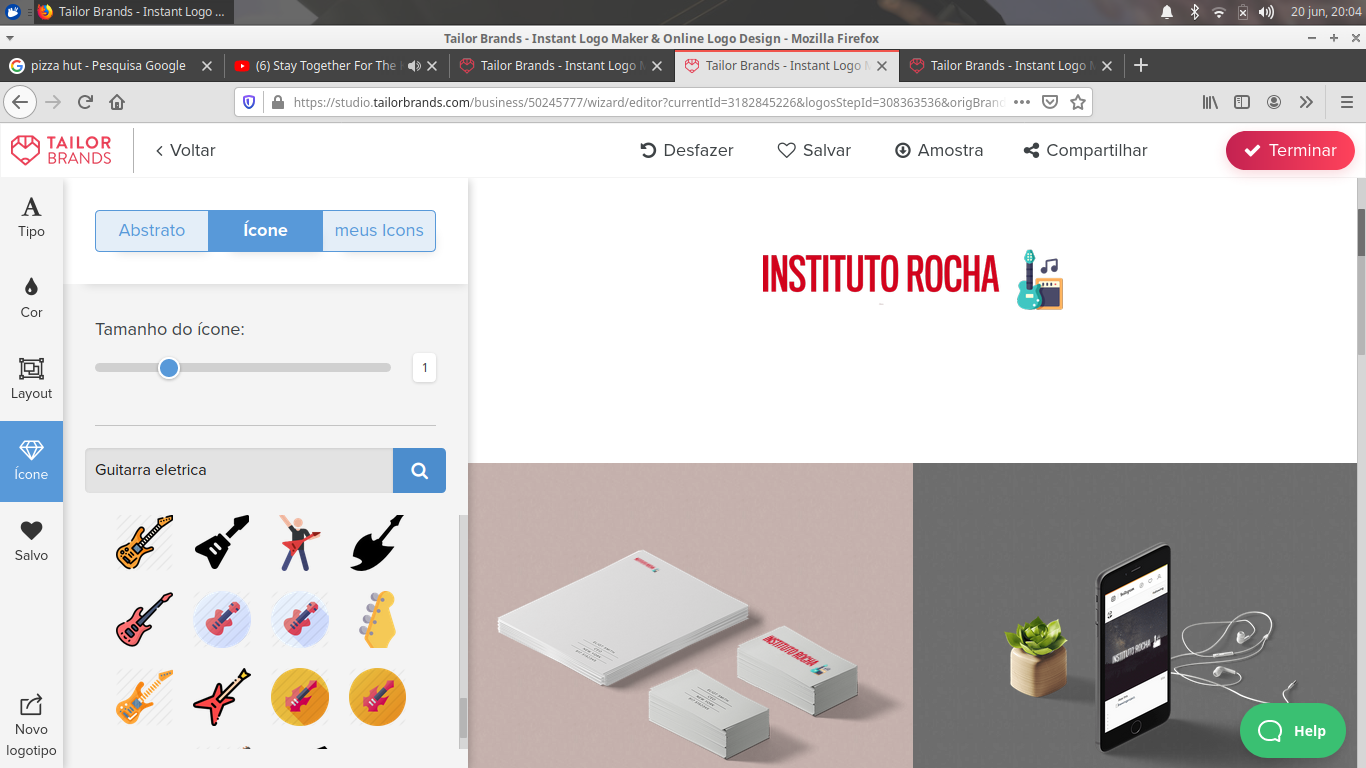 Tailor Brands - Instant Logo ...
20 jun, 20:04
Tailor Brands - Instant Logo Maker & Online Logo Design - Mozilla Firefox
pizza hut - Pesquisa Google
(6) Stay Together For The
Tailor Brands - Instant Logo
Tailor Brands - Instant Logo
Tailor Brands - Instant Logo
https://studio.tailorbrands.com/business/50245777/wizard/editor?currentId=3182845226&logosStepId=308363536&origBran
TAILOR
BRANDS
Voltar
Desfazer
Salvar
Amostra
Compartilhar
Terminar
Tipo
Cor
Layout
Ícone
Salvo
Novo
logotipo
Abstrato
Ícone
meus Icons
Tamanho do ícone:
1
Guitarra eletrica
INSTITUTO ROCHA
INSTITUTO ROCHA
INSTITUTO ROCHA
Help